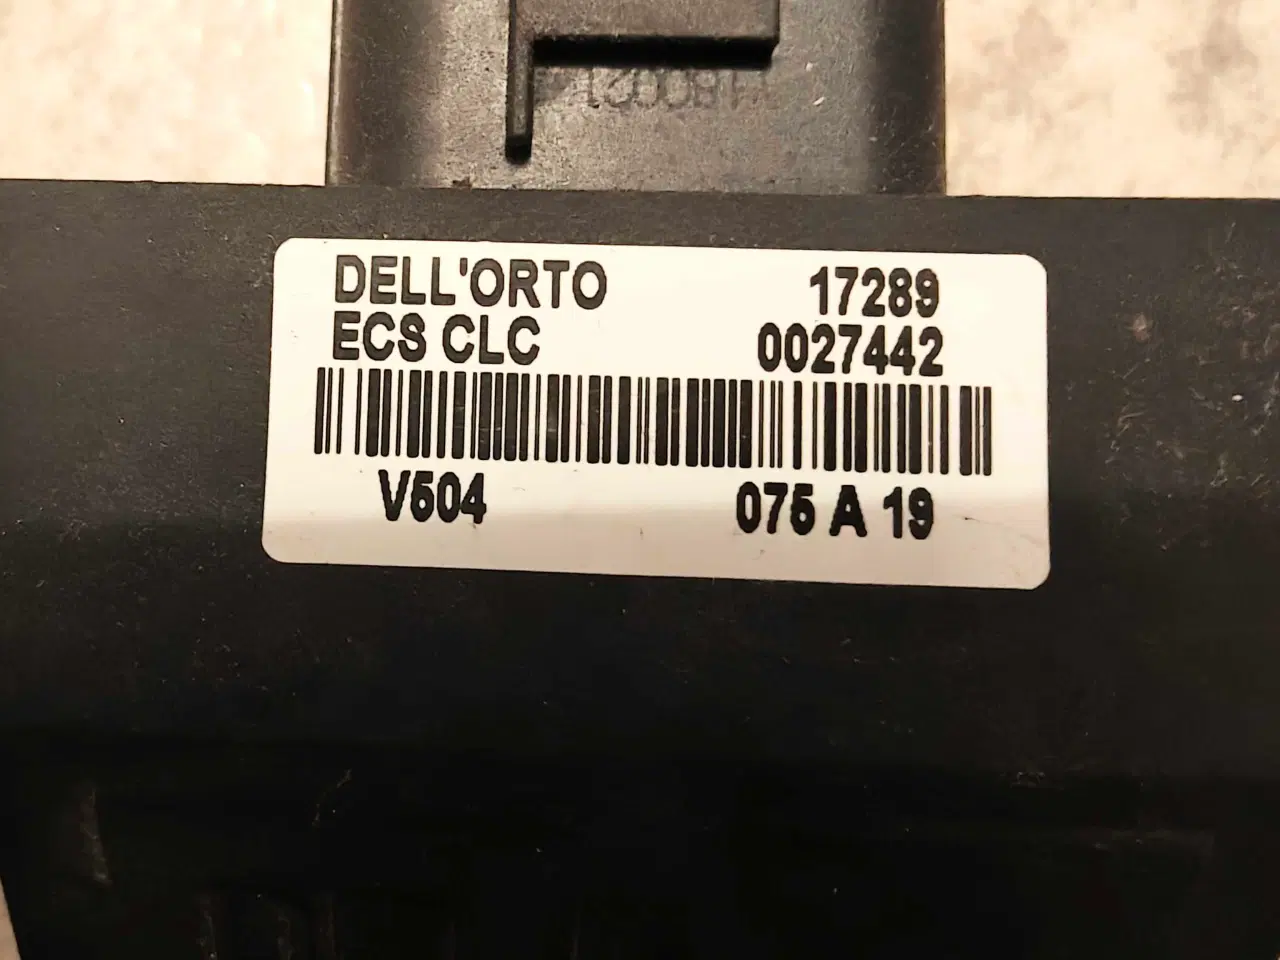 DELL'ORTO 17289
ECS CLC 0027442
V504 075 A 19